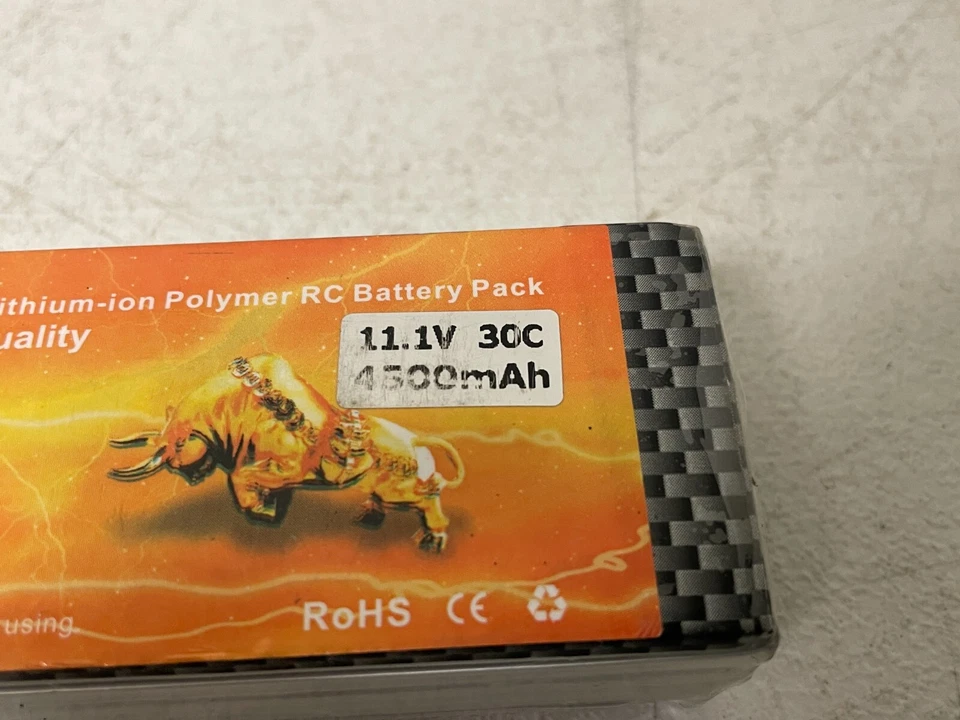 ithium-ion Polymer RC Battery Pack
uality
11.1V 30C
4500mAh
RoHS CE
using.